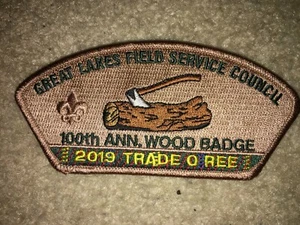 GREAT LAKES FIELD SERVICE COUNCIL
100th ANN. WOOD BADGE
2019 TRADE O REE